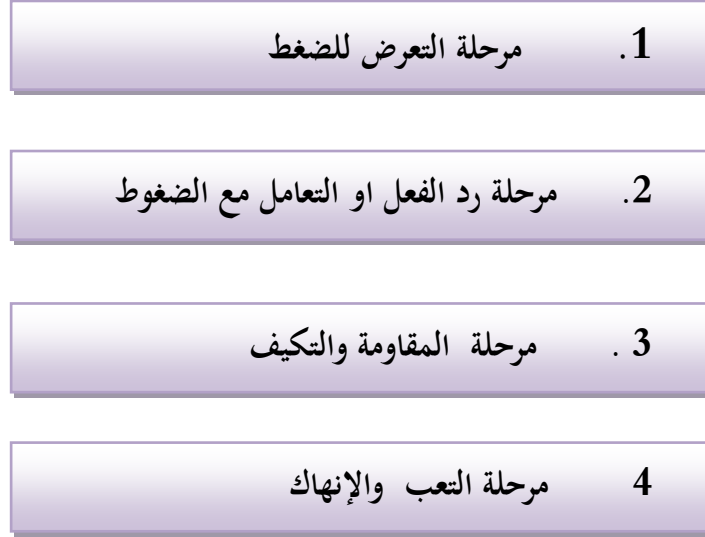 1. مرحلة التعرض للضغط
2. مرحلة رد الفعل او التعامل مع الضغوط
3 . مرحلة المقاومة والتكيف
4 مرحلة التعب والإنهاك